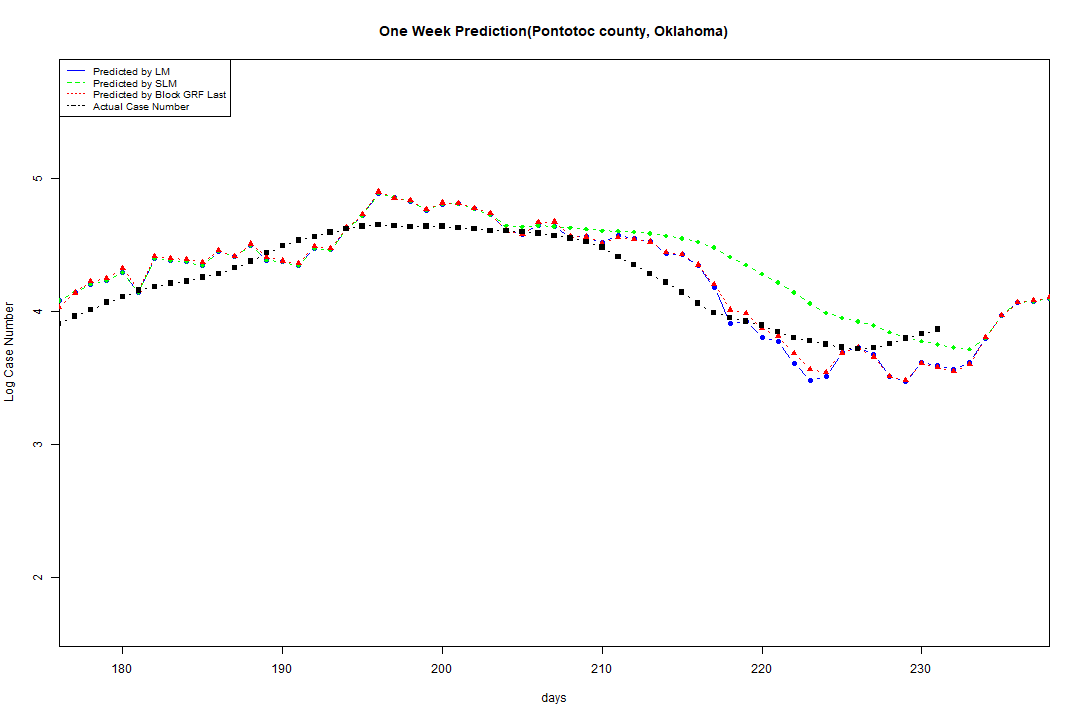 One Week Prediction(Pontotoc county, Oklahoma)
Predicted by LM
Predicted by SLM
Predicted by Block GRF Last
Actual Case Number
5
4
3
2
Log Case Number
180 190 200 210 220 230
days